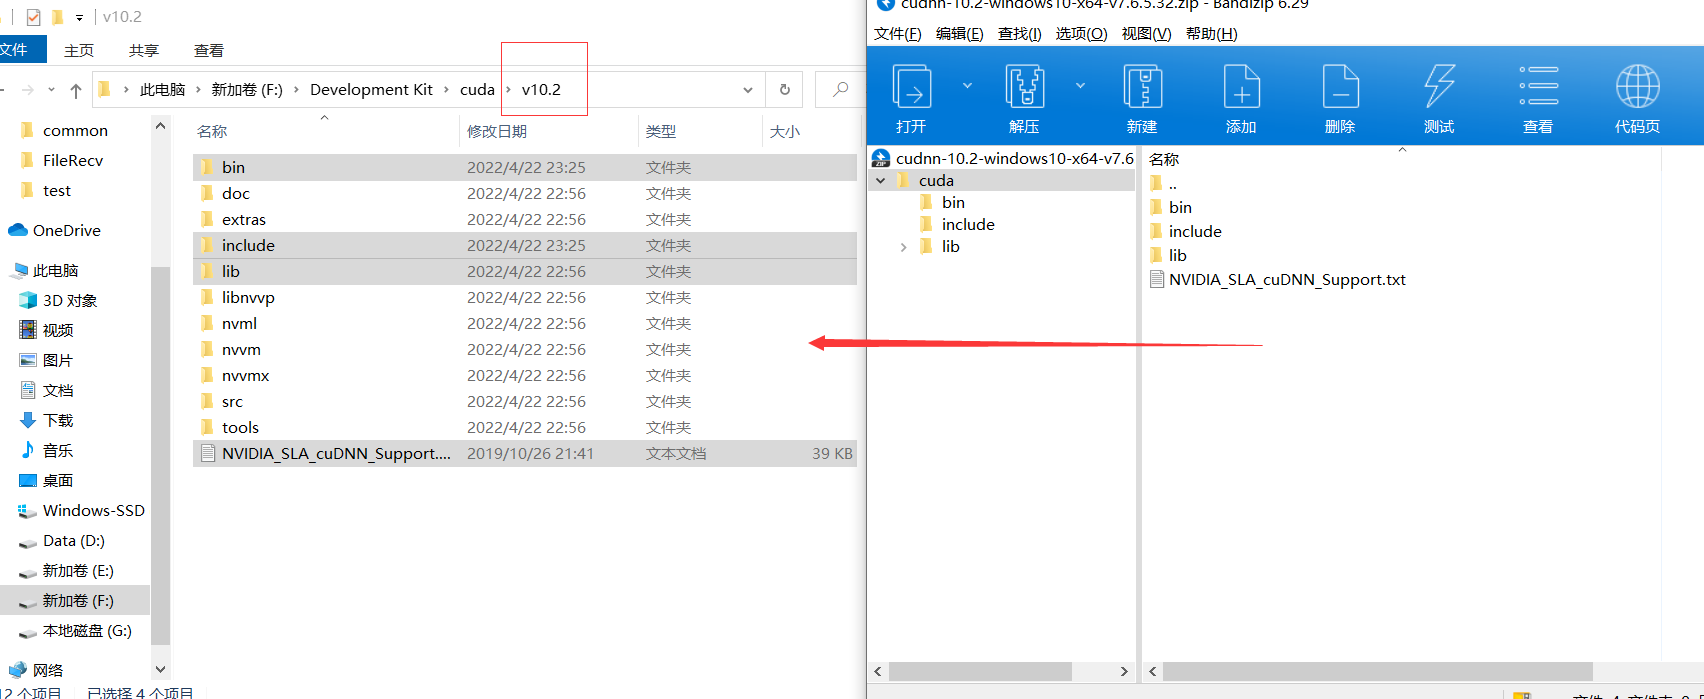 v10.2
文件 主页 共享 查看
此电脑 新加卷 (F:) Development Kit cuda v10.2
common
FileRecv
test
OneDrive
此电脑
3D 对象
视频
图片
文档
下载
音乐
桌面
Windows-SSD
Data (D:)
新加卷 (E:)
新加卷 (F:)
本地磁盘 (G:)
网络
名称 修改日期 类型 大小
bin 2022/4/22 23:25 文件夹
doc 2022/4/22 22:56 文件夹
extras 2022/4/22 22:56 文件夹
include 2022/4/22 23:25 文件夹
lib 2022/4/22 22:56 文件夹
libnvvp 2022/4/22 22:56 文件夹
nvml 2022/4/22 22:56 文件夹
nvvm 2022/4/22 22:56 文件夹
nvvmx 2022/4/22 22:56 文件夹
src 2022/4/22 22:56 文件夹
tools 2022/4/22 22:56 文件夹
NVIDIA_SLA_cuDNN_Support.... 2019/10/26 21:41 文本文档 39 KB
12 个项目 已选择 4 个项目
cudnn-10.2-windows10-x64-v7.6.5.32.zip - Bandizip 6.29
文件(F) 编辑(E) 查找(I) 选项(O) 视图(V) 帮助(H)
打开 解压 新建 添加 删除 测试 查看 代码页
cudnn-10.2-windows10-x64-v7.6
cuda
bin
include
lib
名称
..
bin
include
lib
NVIDIA_SLA_cuDNN_Support.txt